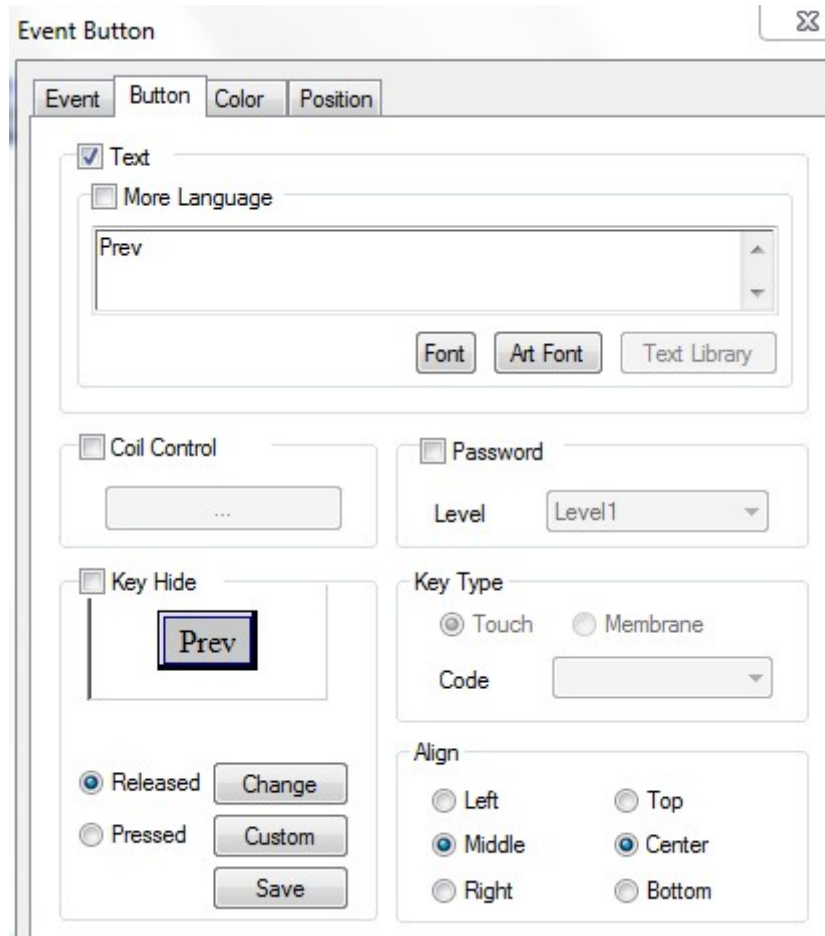 Event Button
Event Button Color Position
Text
More Language
Prev
Font Art Font Text Library
Coil Control
...
Password
Level Level1
Key Hide
Prev
Released Change
Pressed Custom
Save
Key Type
Touch Membrane
Code
Align
Left Top
Middle Center
Right Bottom